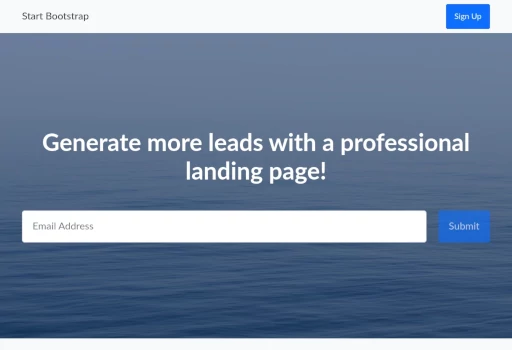 Start Bootstrap
Sign Up
Generate more leads with a professional
landing page!
Email Address
Submit